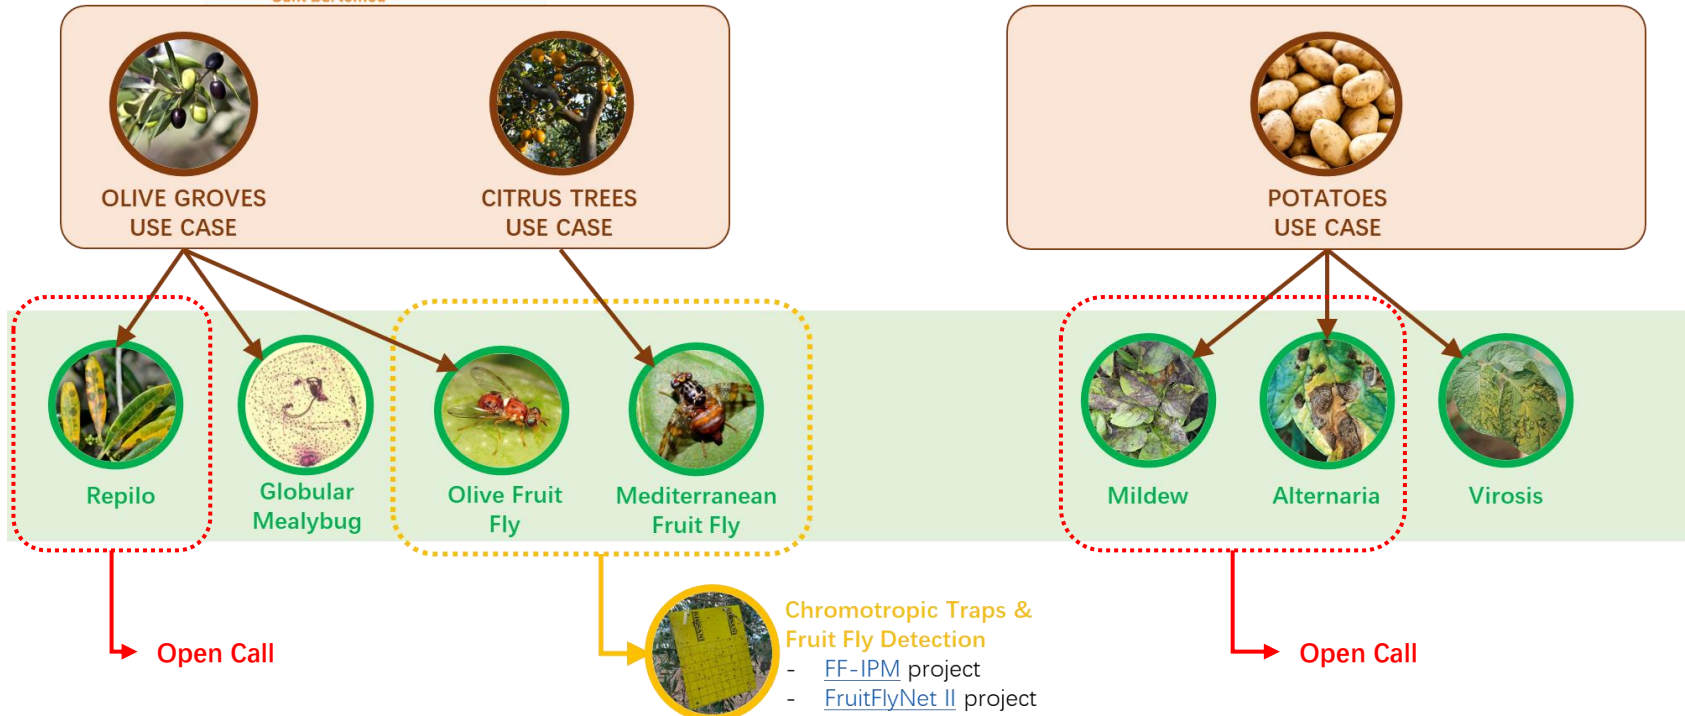 OLIVE GROVES
USE CASE
CITRUS TREES
USE CASE
POTATOES
USE CASE
Repilo
Globular
Mealybug
Olive Fruit
Fly
Mediterranean
Fruit Fly
Mildew
Alternaria
Virosis
Open Call
Chromotropic Traps &
Fruit Fly Detection
- FF-IPM project
- FruitFlyNet II project
Open Call